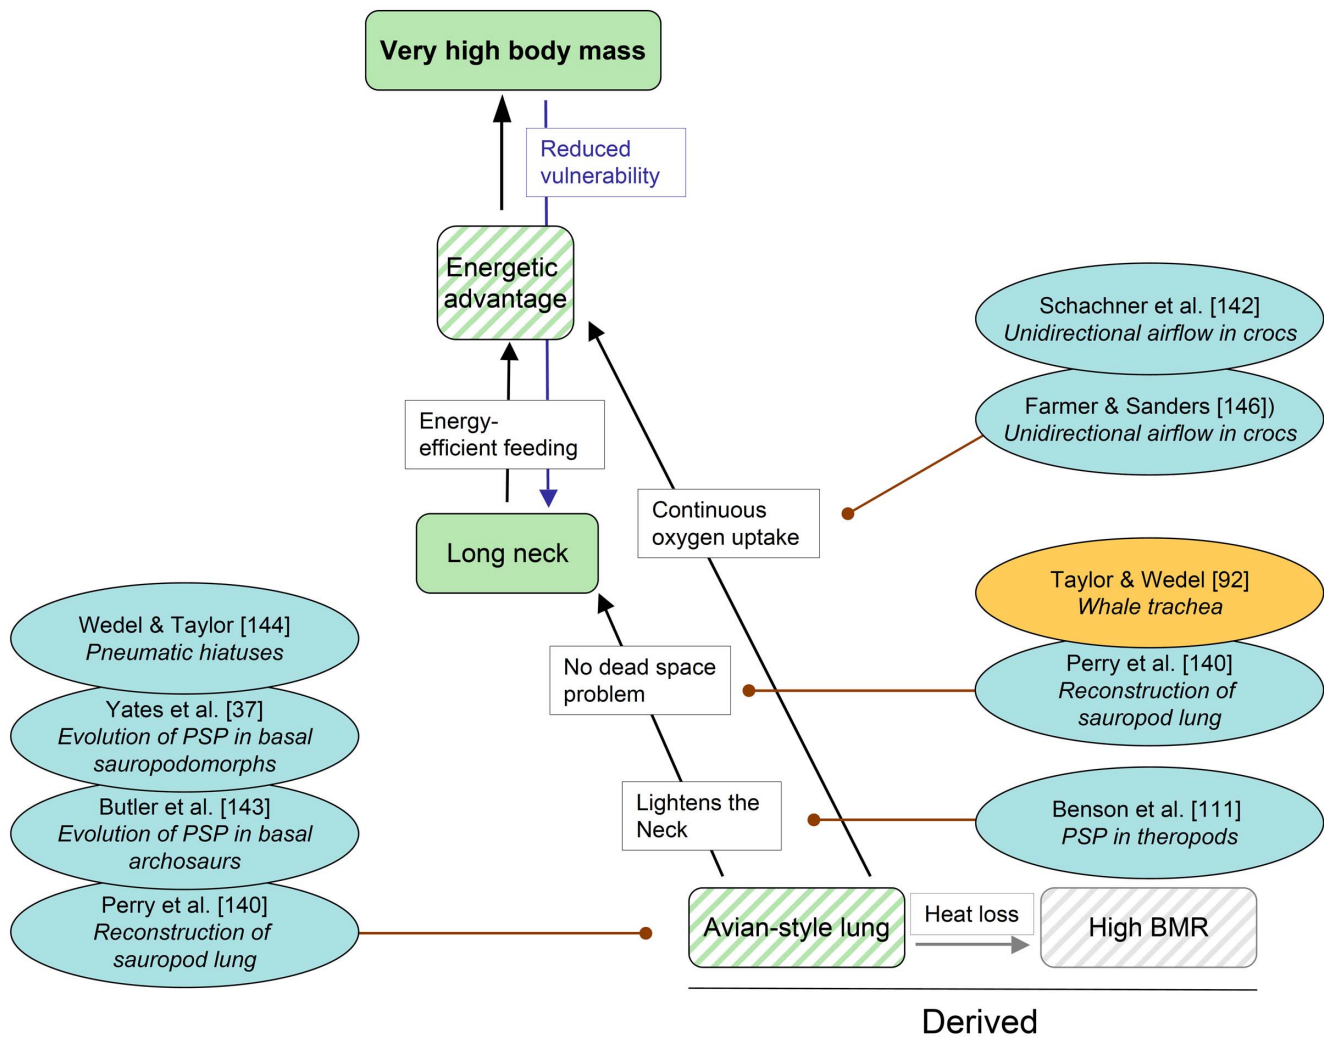 Very high body mass
Reduced
vulnerability
Energetic
advantage
Energy-
efficient feeding
Long neck
Continuous
oxygen uptake
No dead space
problem
Lightens the
Neck
Avian-style lung
Heat loss
High BMR
Derived
Schachner et al. [142]
Unidirectional airflow in crocs
Farmer & Sanders [146])
Unidirectional airflow in crocs
Taylor & Wedel [92]
Whale trachea
Perry et al. [140]
Reconstruction of
sauropod lung
Benson et al. [111]
PSP in theropods
Wedel & Taylor [144]
Pneumatic hiatuses
Yates et al. [37]
Evolution of PSP in basal
sauropodomorphs
Butler et al. [143]
Evolution of PSP in basal
archosaurs
Perry et al. [140]
Reconstruction of
sauropod lung